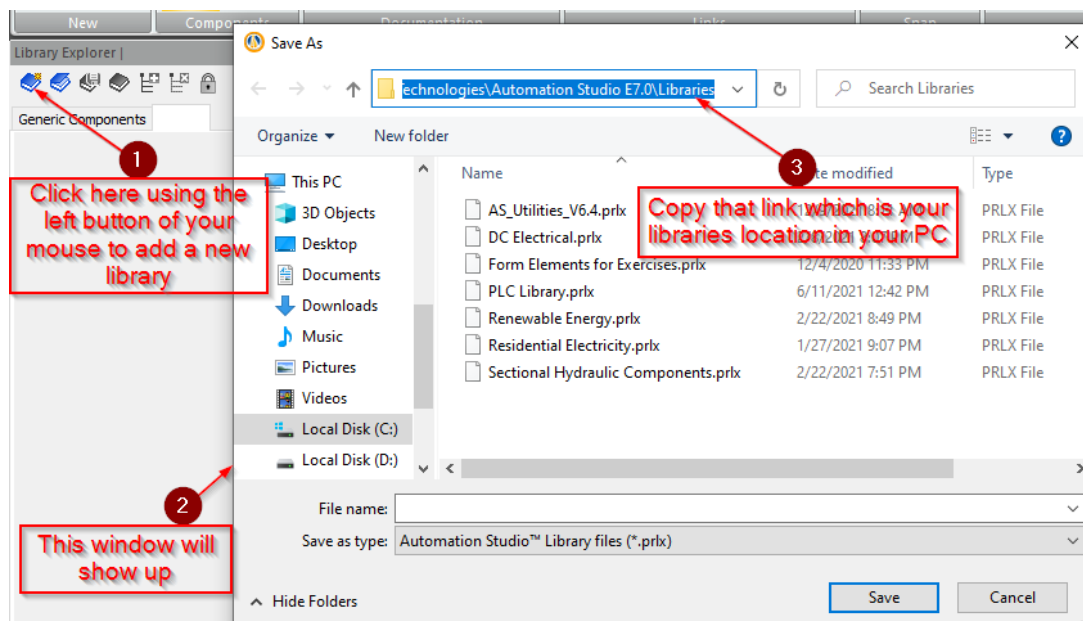 New
Components
Documentation
Links
Snap
Library Explorer |
Generic Components
1
Click here using the
left button of your
mouse to add a new
library
2
This window will
show up
Save As
echnologies\Automation Studio E7.0\Libraries
Search Libraries
Organize
New folder
?
3
Copy that link which is your
libraries location in your PC
This PC
3D Objects
Desktop
Documents
Downloads
Music
Pictures
Videos
Local Disk (C:)
Local Disk (D:)
Name
modified
Type
AS_Utilities_V6.4.prlx
PRLX File
DC Electrical.prlx
PRLX File
Form Elements for Exercises.prlx
12/4/2020 11:33 PM
PRLX File
PLC Library.prlx
6/11/2021 12:42 PM
PRLX File
Renewable Energy.prlx
2/22/2021 8:49 PM
PRLX File
Residential Electricity.prlx
1/27/2021 9:07 PM
PRLX File
Sectional Hydraulic Components.prlx
2/22/2021 7:51 PM
PRLX File
File name:
Save as type:
Automation Studio™ Library files (*.prlx)
Hide Folders
Save
Cancel